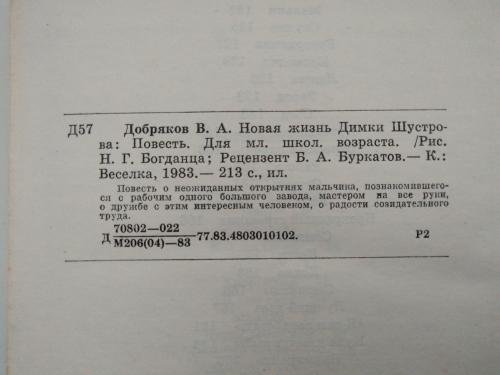 Д57 Добряков В. А. Новая жизнь Димки Шустро-
ва: Повесть. Для мл. школ. возраста. /Рис.
Н. Г. Богданца; Рецензент Б. А. Буркатов.— К.:
Веселка, 1983.— 213 с., ил.
Повесть о неожиданных открытиях мальчика, познакомившего-
ся с рабочим одного большого завода, мастером на все руки,
о дружбе с этим интересным человеком, о радости созидательного
труда.
70802—022
Д М206(04)—83 77.83.4803010102. Р2